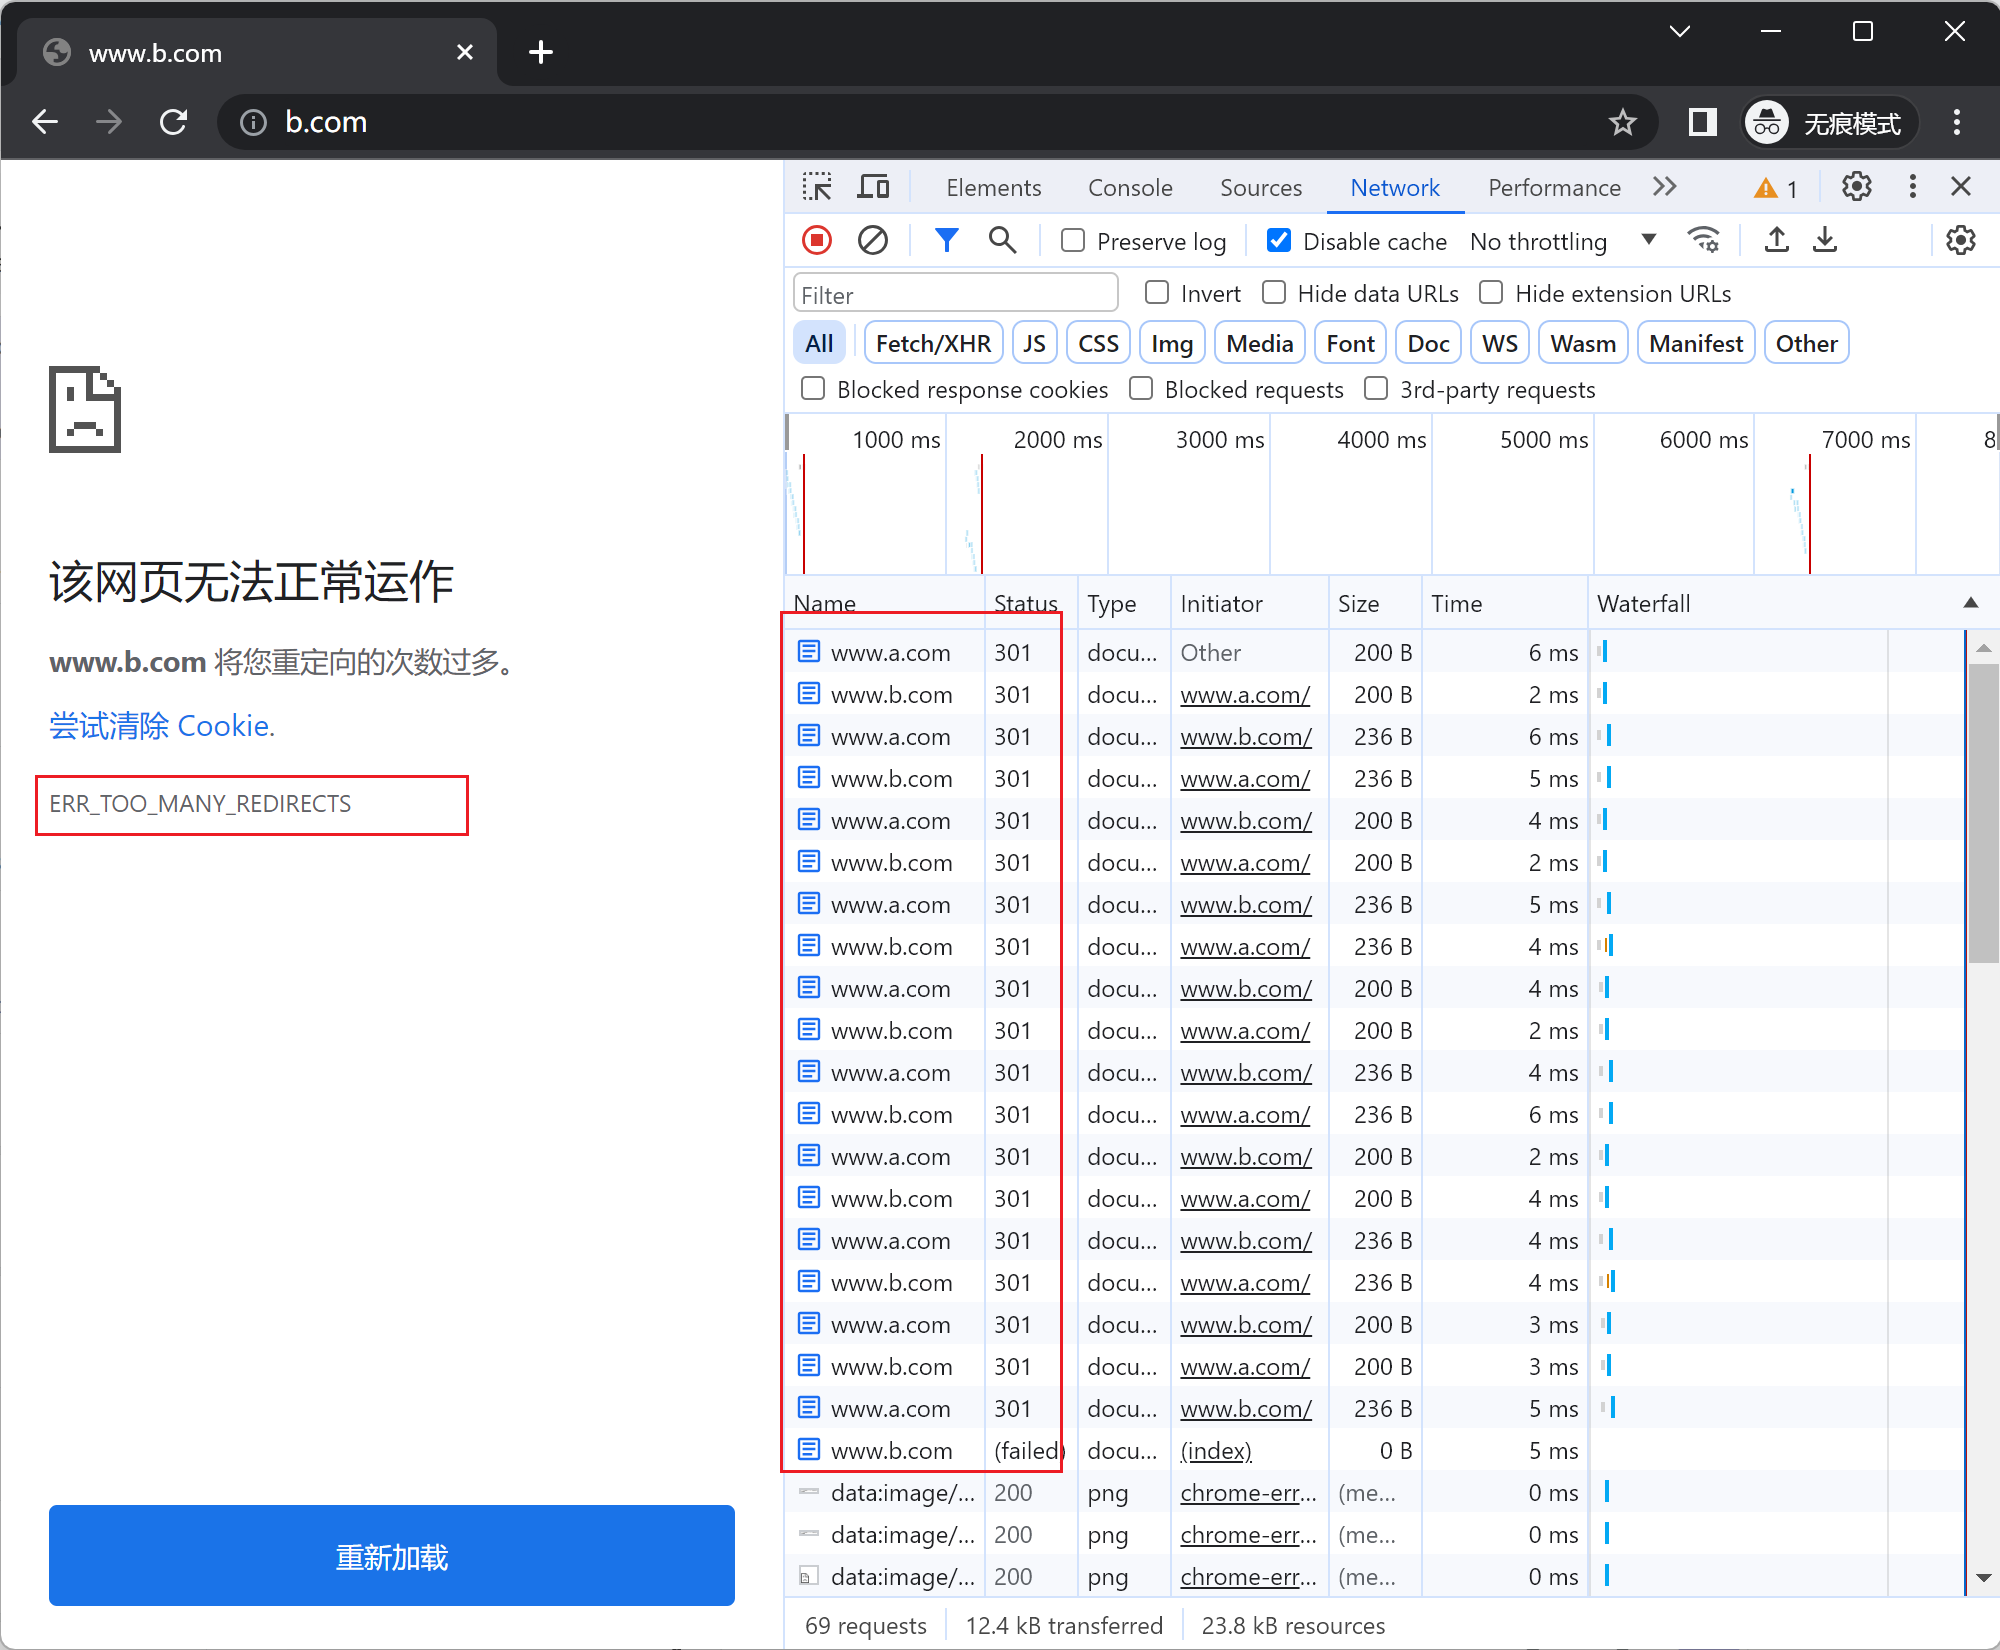 www.b.com
b.com
无痕模式
Elements Console Sources Network Performance 1
Preserve log Disable cache No throttling
Filter Invert Hide data URLs Hide extension URLs
All Fetch/XHR JS CSS Img Media Font Doc WS Wasm Manifest Other
Blocked response cookies Blocked requests 3rd-party requests
1000 ms 2000 ms 3000 ms 4000 ms 5000 ms 6000 ms 7000 ms 8
该网页无法正常运作
www.b.com 将您重定向的次数过多。
尝试清除 Cookie.
ERR_TOO_MANY_REDIRECTS
重新加载
Name Status Type Initiator Size Time Waterfall
www.a.com 301 docu... Other 200 B 6 ms
www.b.com 301 docu... www.a.com/ 200 B 2 ms
www.a.com 301 docu... www.b.com/ 236 B 6 ms
www.b.com 301 docu... www.a.com/ 236 B 5 ms
www.a.com 301 docu... www.b.com/ 200 B 4 ms
www.b.com 301 docu... www.a.com/ 200 B 2 ms
www.a.com 301 docu... www.b.com/ 236 B 5 ms
www.b.com 301 docu... www.a.com/ 236 B 4 ms
www.a.com 301 docu... www.b.com/ 200 B 4 ms
www.b.com 301 docu... www.a.com/ 200 B 2 ms
www.a.com 301 docu... www.b.com/ 236 B 4 ms
www.b.com 301 docu... www.a.com/ 236 B 6 ms
www.a.com 301 docu... www.b.com/ 200 B 2 ms
www.b.com 301 docu... www.a.com/ 200 B 4 ms
www.a.com 301 docu... www.b.com/ 236 B 4 ms
www.b.com 301 docu... www.a.com/ 236 B 4 ms
www.a.com 301 docu... www.b.com/ 200 B 3 ms
www.b.com 301 docu... www.a.com/ 200 B 3 ms
www.a.com 301 docu... www.b.com/ 236 B 5 ms
www.b.com (failed) docu... (index) 0 B 5 ms
data:image/... 200 png chrome-err... (me... 0 ms
data:image/... 200 png chrome-err... (me... 0 ms
data:image/... 200 png chrome-err... (me... 0 ms
69 requests 12.4 kB transferred 23.8 kB resources